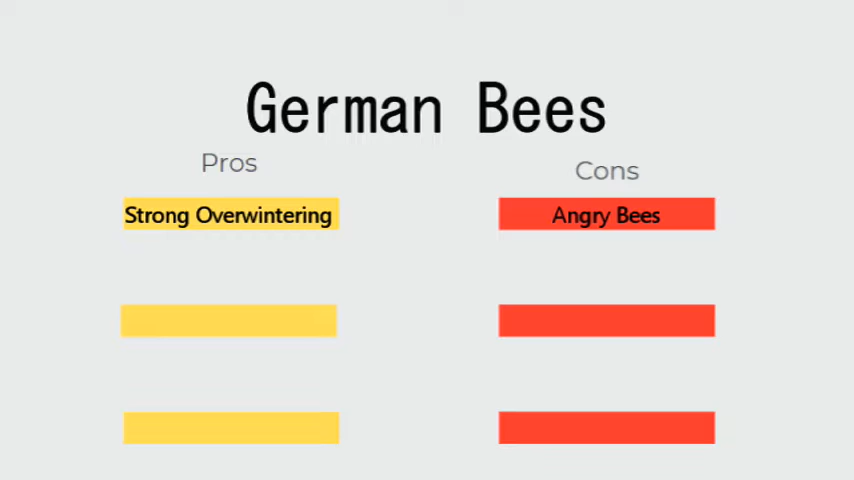 German Bees
Pros
Cons
Strong Overwintering
Angry Bees